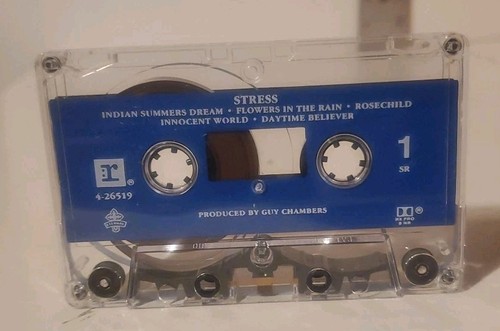 STRESS
INDIAN SUMMERS DREAM • FLOWERS IN THE RAIN • ROSECHILD
INNOCENT WORLD • DAYTIME BELIEVER
r®
4-26519
1
SR
PRODUCED BY GUY CHAMBERS